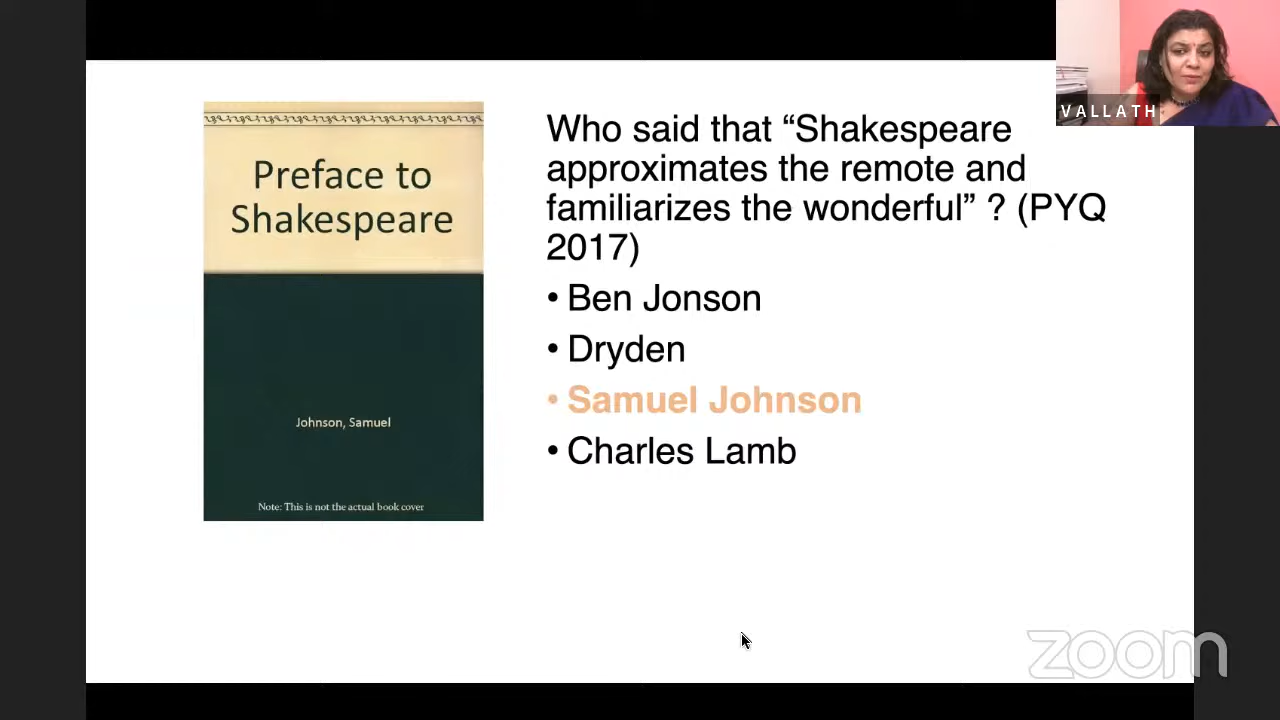 VALLATH
Preface to
Shakespeare
Johnson, Samuel
Note: This is not the actual book cover
Who said that “Shakespeare
approximates the remote and
familiarizes the wonderful” ? (PYQ
2017)
• Ben Jonson
• Dryden
• Samuel Johnson
• Charles Lamb
zoom